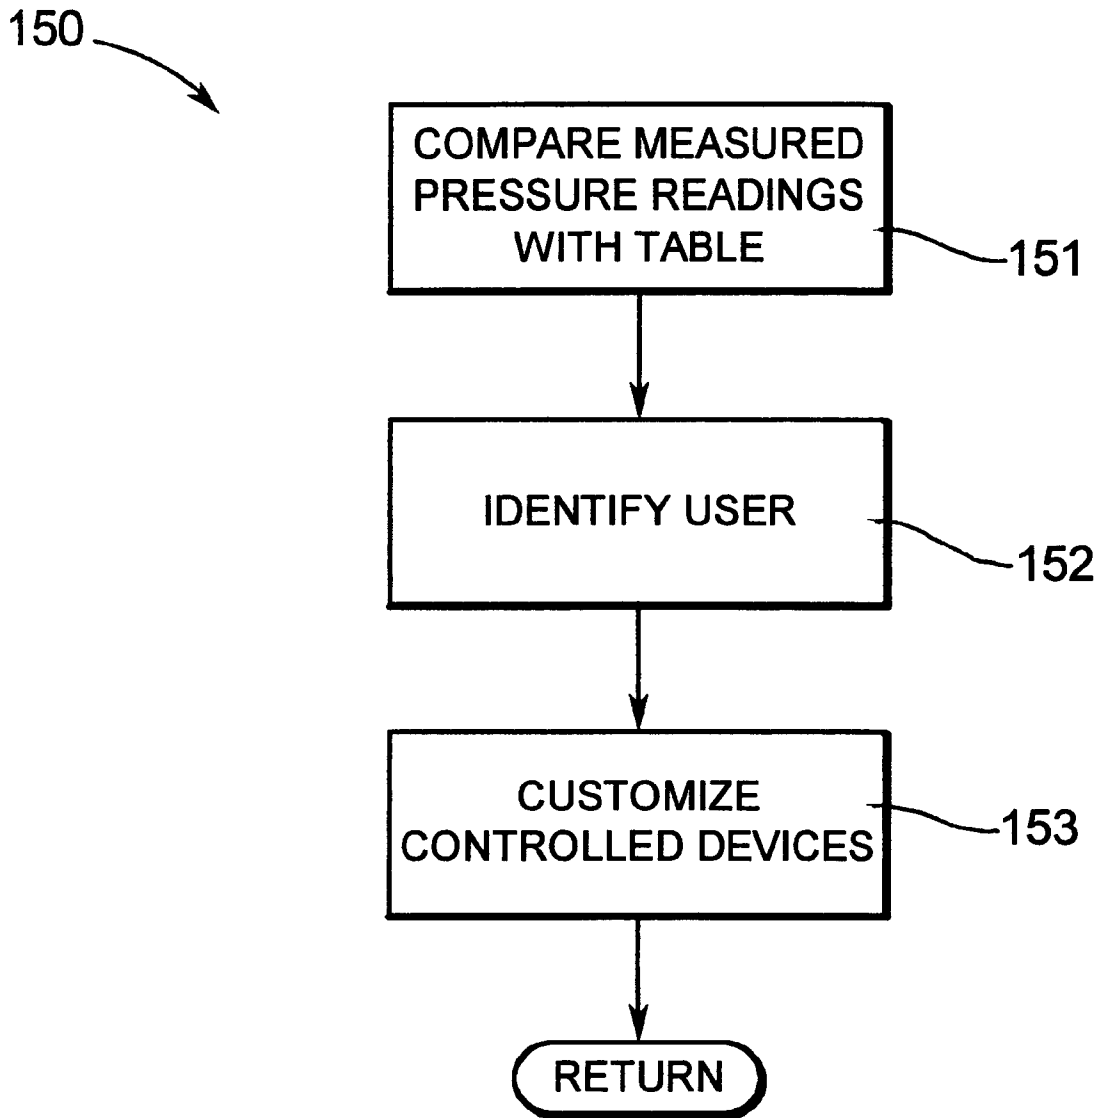 150
COMPARE MEASURED
PRESSURE READINGS
WITH TABLE
151
IDENTIFY USER
152
CUSTOMIZE
CONTROLLED DEVICES
153
RETURN